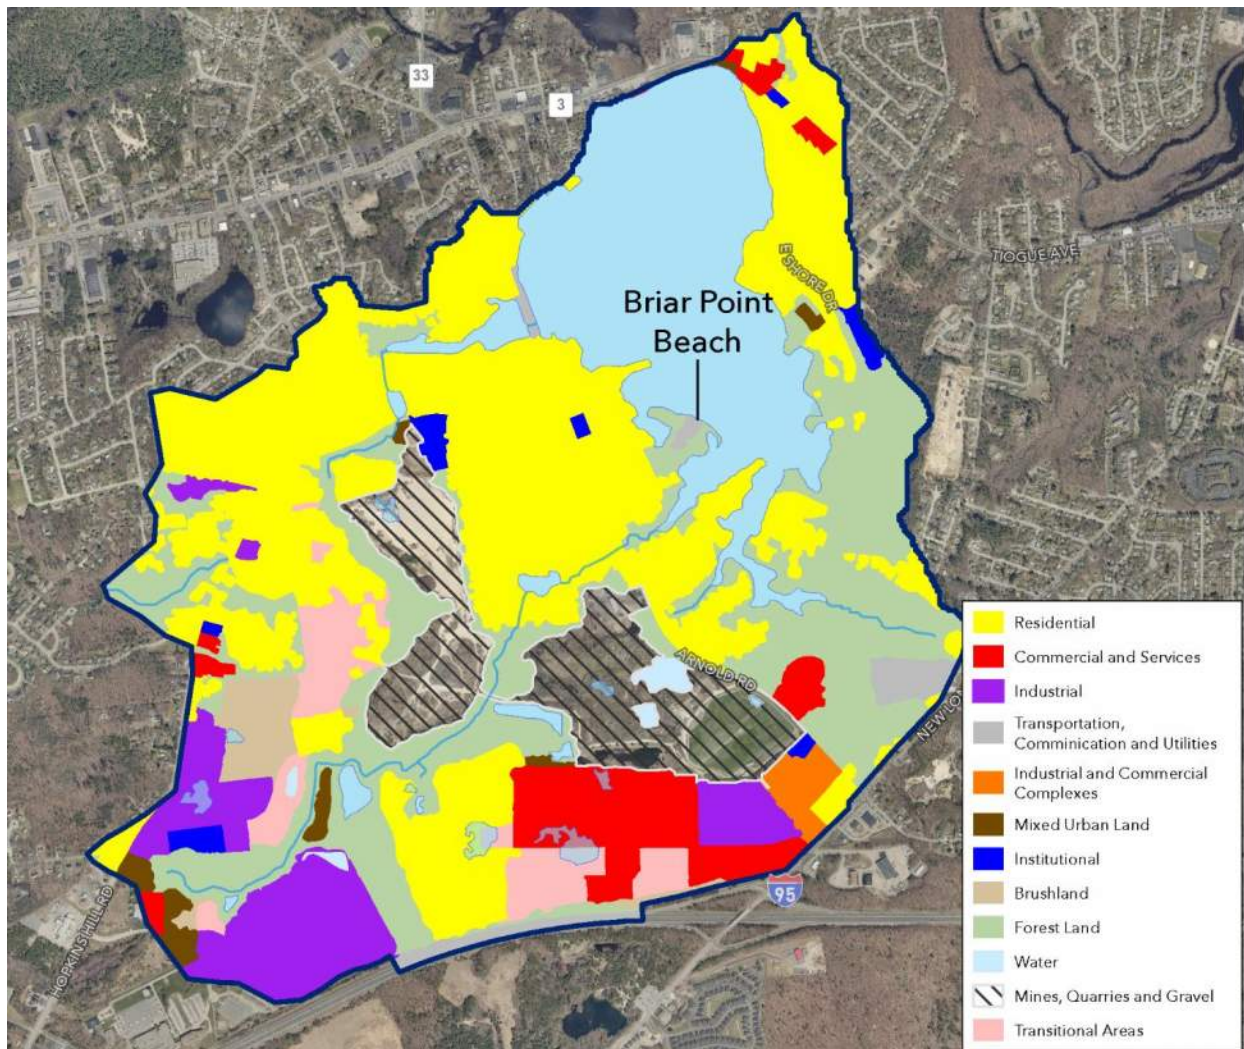 33
3
TIOGUE AVE
E SHORE DR
Briar Point
Beach
ARNOLD RD
NEW LON
HOPKINS HILL RD
95
Residential
Commercial and Services
Industrial
Transportation,
Comminication and Utilities
Industrial and Commercial
Complexes
Mixed Urban Land
Institutional
Brushland
Forest Land
Water
Mines, Quarries and Gravel
Transitional Areas